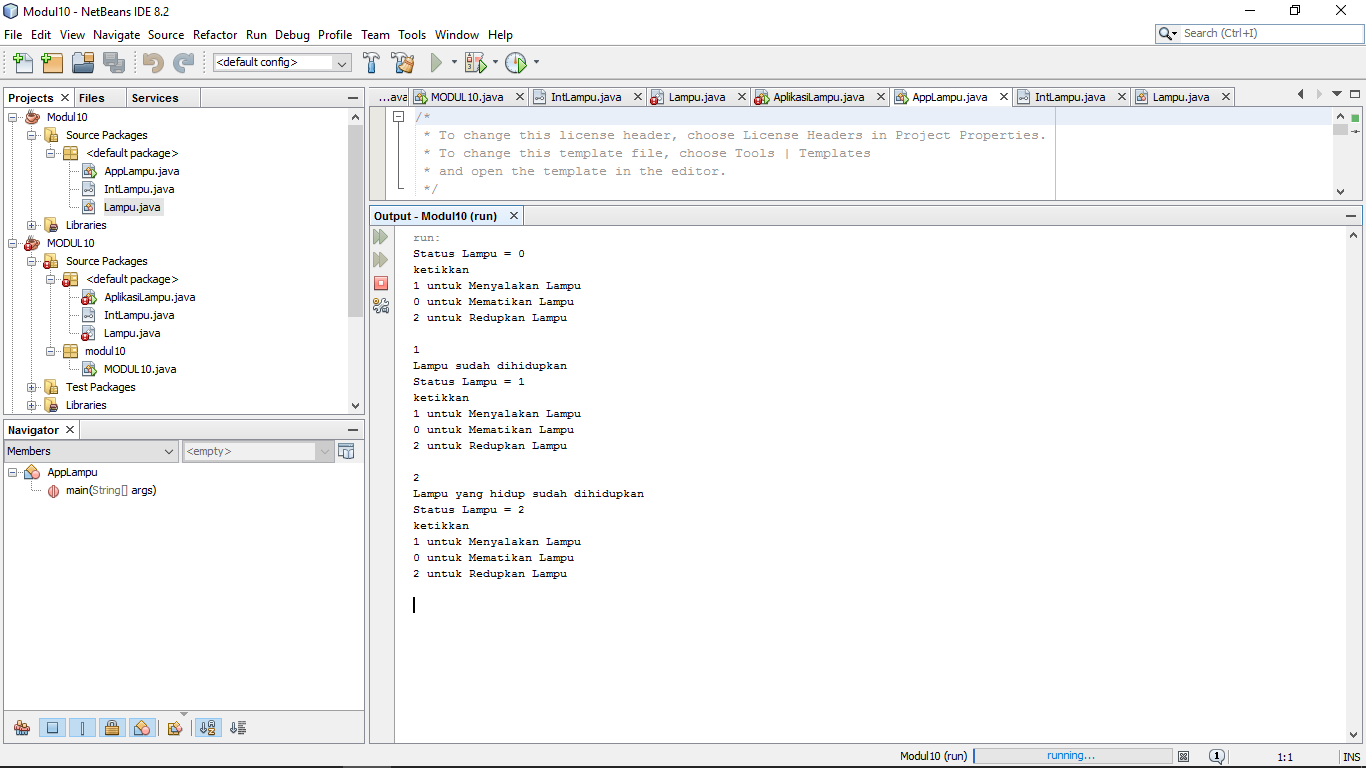 Modul10 - NetBeans IDE 8.2
File Edit View Navigate Source Refactor Run Debug Profile Team Tools Window Help
Search (Ctrl+I)
<default config>
Projects Files Services
Modul10
Source Packages
<default package>
AppLampu.java
IntLampu.java
Lampu.java
Libraries
MODUL10
Source Packages
<default package>
AplikasiLampu.java
IntLampu.java
Lampu.java
modul10
MODUL10.java
Test Packages
Libraries
Navigator
Members <empty>
AppLampu
main(String[] args)
...ava MODUL10.java IntLampu.java Lampu.java AplikasiLampu.java AppLampu.java IntLampu.java Lampu.java
/*
* To change this license header, choose License Headers in Project Properties.
* To change this template file, choose Tools | Templates
* and open the template in the editor.
*/
Output - Modul10 (run)
run:
Status Lampu = 0
ketikkan
1 untuk Menyalakan Lampu
0 untuk Mematikan Lampu
2 untuk Redupkan Lampu
1
Lampu sudah dihidupkan
Status Lampu = 1
ketikkan
1 untuk Menyalakan Lampu
0 untuk Mematikan Lampu
2 untuk Redupkan Lampu
2
Lampu yang hidup sudah dihidupkan
Status Lampu = 2
ketikkan
1 untuk Menyalakan Lampu
0 untuk Mematikan Lampu
2 untuk Redupkan Lampu
Modul10 (run) running... 1 1:1 INS